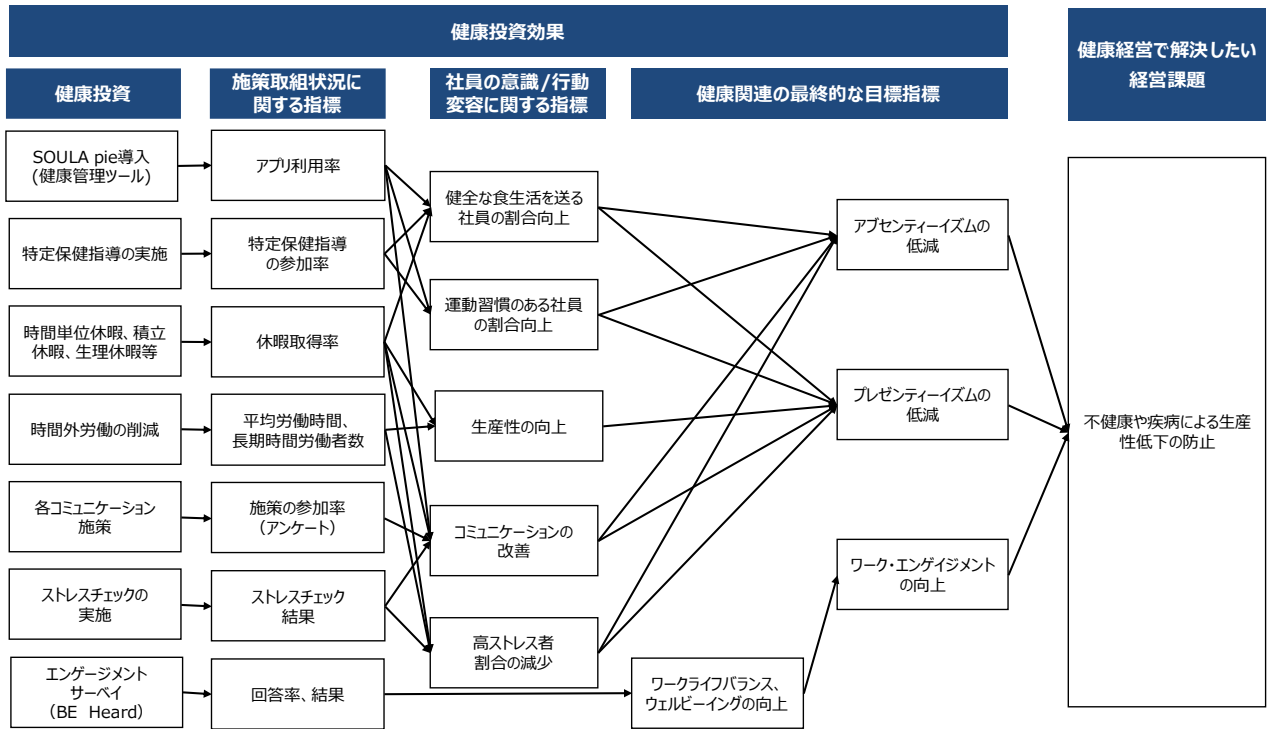 健康投資効果
健康経営で解決したい
経営課題
健康投資
施策取組状況に
関する指標
社員の意識/行動
変容に関する指標
健康関連の最終的な目標指標
SOULA pie導入
(健康管理ツール)
アプリ利用率
健全な食生活を送る
社員の割合向上
アブセンティーイズムの
低減
特定保健指導の実施
特定保健指導
の参加率
運動習慣のある社員
の割合向上
時間単位休暇、積立
休暇、生理休暇等
休暇取得率
プレゼンティーイズムの
低減
生産性の向上
時間外労働の削減
平均労働時間、
長期時間労働者数
不健康や疾病による生産
性低下の防止
各コミュニケーション
施策
施策の参加率
（アンケート）
コミュニケーションの
改善
ワーク・エンゲイジメント
の向上
ストレスチェックの
実施
ストレスチェック
結果
高ストレス者
割合の減少
エンゲージメント
サーベイ
（BE Heard）
回答率、結果
ワークライフバランス、
ウェルビーイングの向上